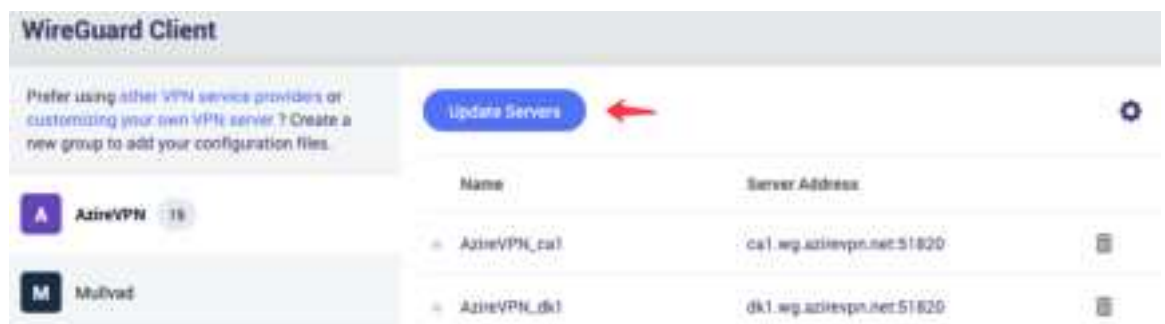 WireGuard Client
Prefer using other VPN service providers or
customizing your own VPN server ? Create a
new group to add your configuration files.
Update Servers
Name Server Address
A AzireVPN
AzireVPN_ca1 ca1.wg.azirevpn.net:51820
M Mullvad
AzireVPN_dk1 dk1.wg.azirevpn.net:51820